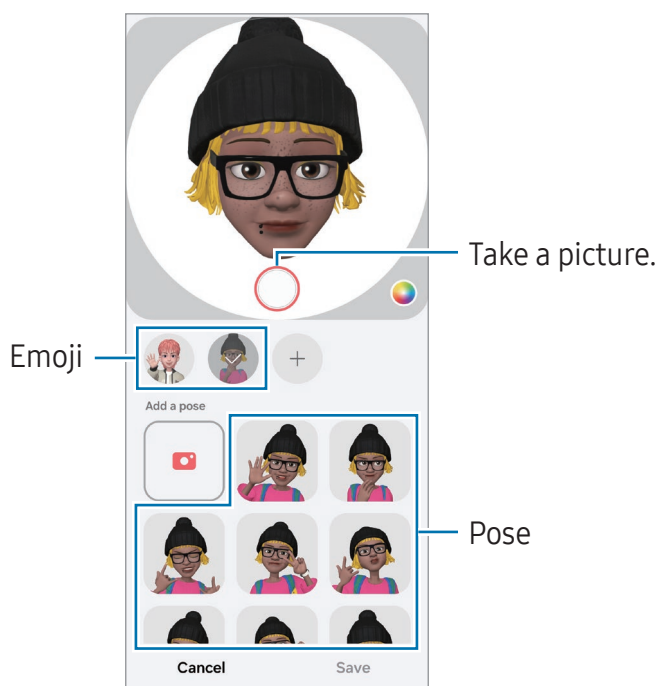 Take a picture.
Emoji
Add a pose
Pose
Cancel
Save